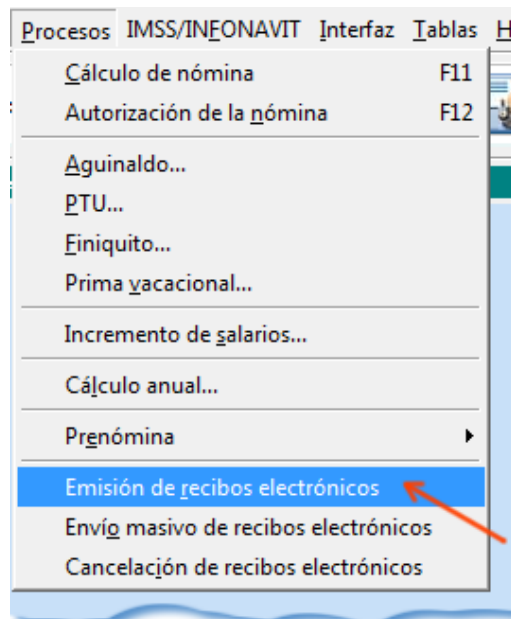 Procesos IMSS/INFONAVIT Interfaz Tablas H
Cálculo de nómina F11
Autorización de la nómina F12
Aguinaldo...
PTU...
Finiquito...
Prima vacacional...
Incremento de salarios...
Cálculo anual...
Prenómina
Emisión de recibos electrónicos
Envío masivo de recibos electrónicos
Cancelación de recibos electrónicos